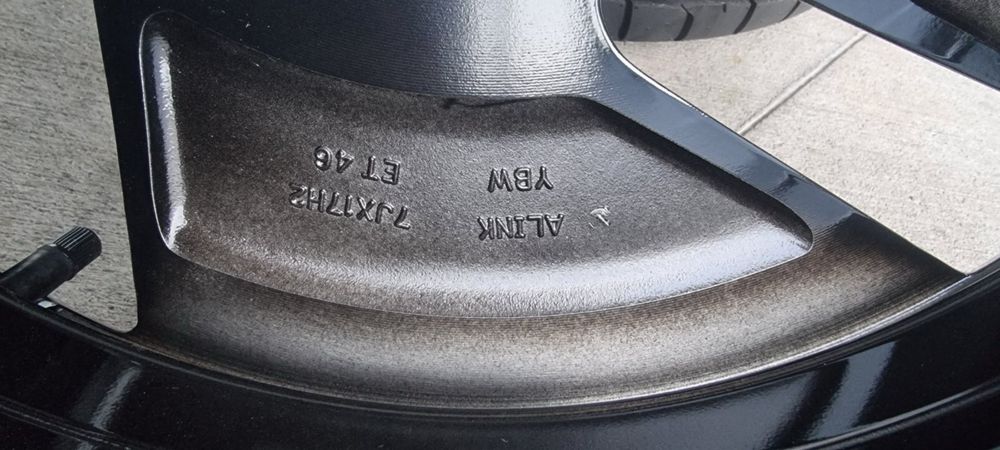 ALINK
YBW
7JX17H2
ET 46